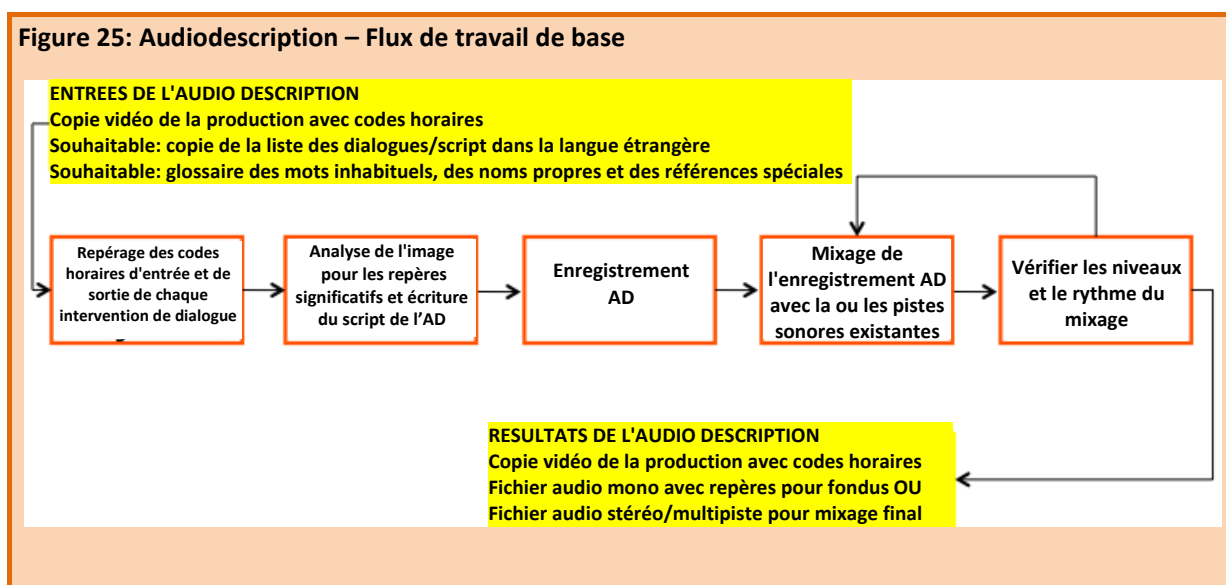 Figure 25: Audiodescription – Flux de travail de base
ENTREES DE L'AUDIO DESCRIPTION
Copie vidéo de la production avec codes horaires
Souhaitable: copie de la liste des dialogues/script dans la langue étrangère
Souhaitable: glossaire des mots inhabituels, des noms propres et des références spéciales
Repérage des codes
horaires d'entrée et de
sortie de chaque
intervention de dialogue
Analyse de l'image
pour les repères
significatifs et écriture
du script de l’AD
Enregistrement
AD
Mixage de
l'enregistrement AD
avec la ou les pistes
sonores existantes
Vérifier les niveaux
et le rythme du
mixage
RESULTATS DE L'AUDIO DESCRIPTION
Copie vidéo de la production avec codes horaires
Fichier audio mono avec repères pour fondus OU
Fichier audio stéréo/multipiste pour mixage final